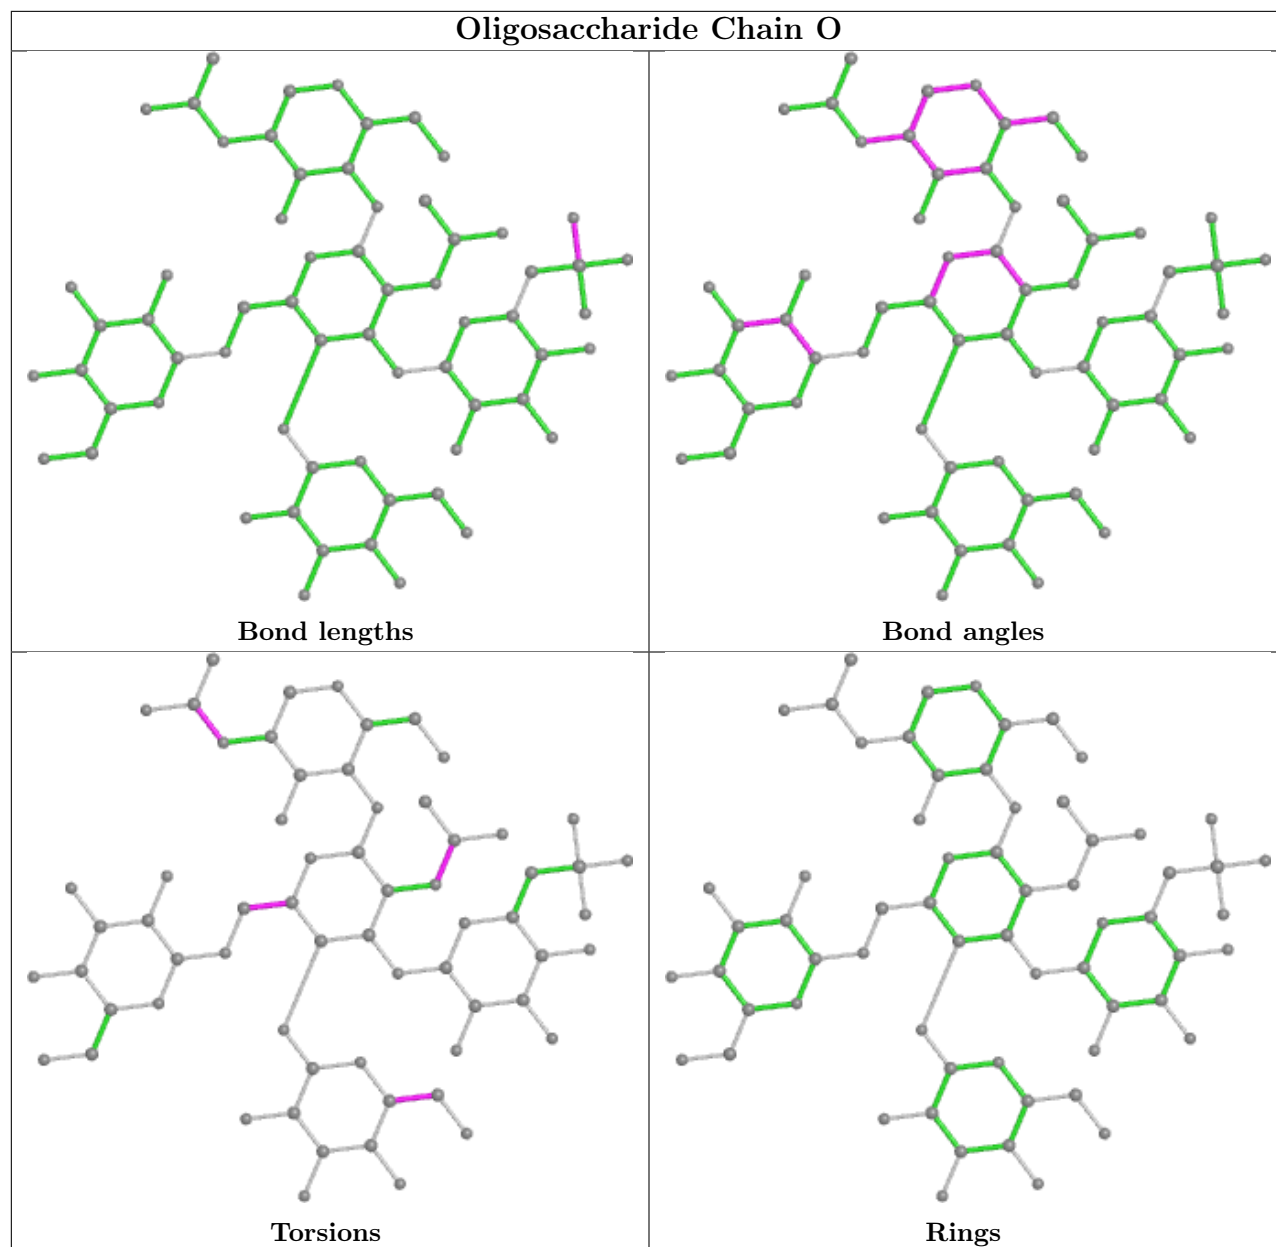 Oligosaccharide Chain O
Bond lengths
Bond angles
Torsions
Rings